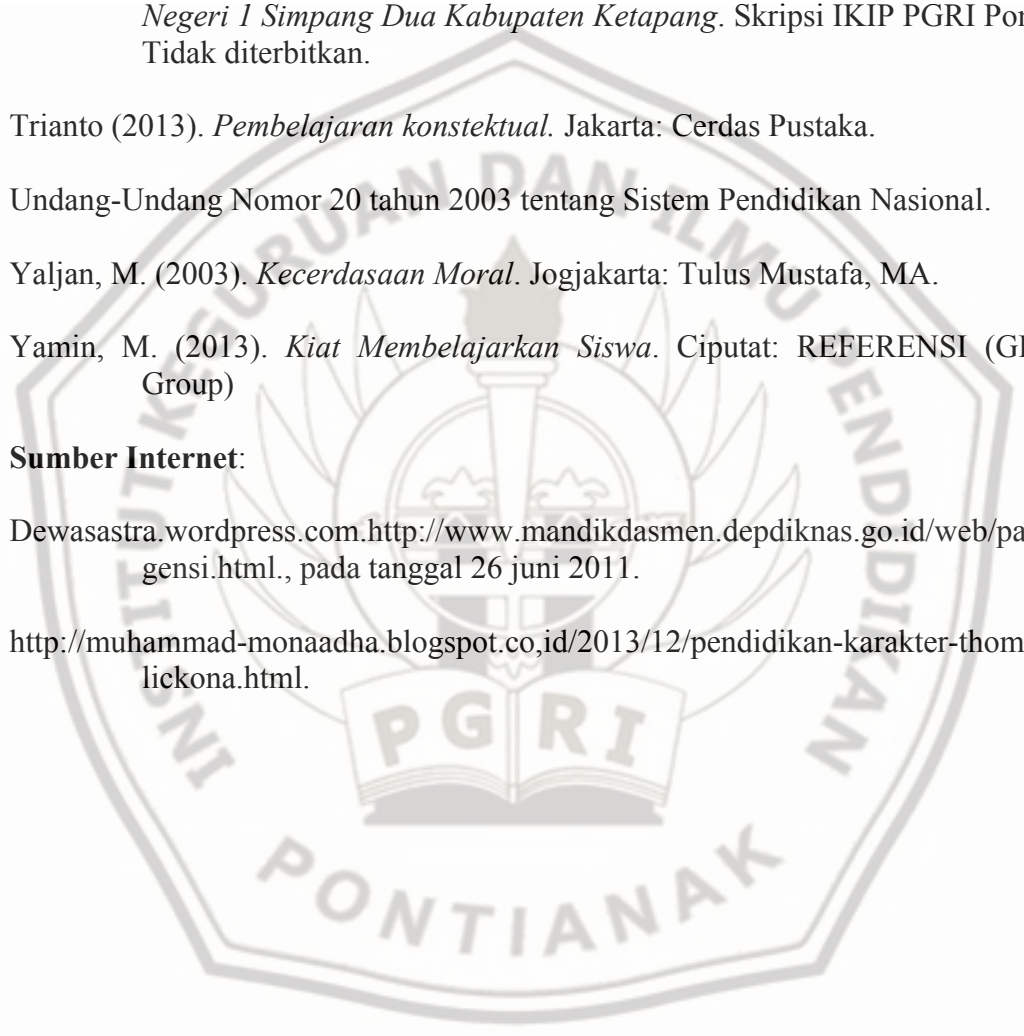 Negeri 1 Simpang Dua Kabupaten Ketapang. Skripsi IKIP PGRI
Tidak diterbitkan.
Trianto (2013). Pembelajaran konstektual. Jakarta: Cerdas Pustaka.
Undang-Undang Nomor 20 tahun 2003 tentang Sistem Pendidikan Nasional.
Yaljan, M. (2003). Kecerdasaan Moral. Jogjakarta: Tulus Mustafa, MA.
Yamin, M. (2013). Kiat Membelajarkan Siswa. Ciputat: REFERENSI
Group)
Sumber Internet:
Dewasastra.wordpress.com.http://www.mandikdasmen.depdiknas.go.id/web/pa
gensi.html., pada tanggal 26 juni 2011.
http://muhammad-monaadha.blogspot.co,id/2013/12/pendidikan-karakter-thom
lickona.html.
INSTITUT KEGURUAN DAN ILMU PENDIDIKAN
PGRI
PONTIANAK